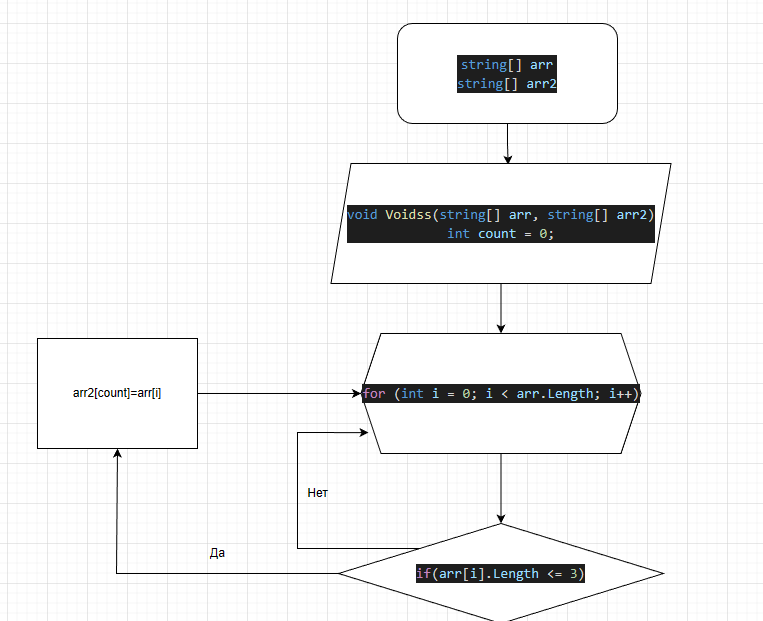 string[] arr
string[] arr2
void Voidss(string[] arr, string[] arr2)
int count = 0;
arr2[count]=arr[i]
for (int i = 0; i < arr.Length; i++)
Нет
Да
if(arr[i].Length <= 3)